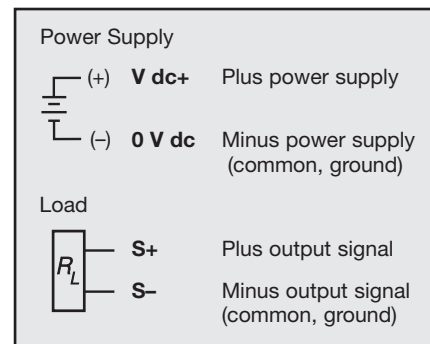 Power Supply
(+) V dc+ Plus power supply
(–) 0 V dc Minus power supply
(common, ground)
Load
S+ Plus output signal
R_L
S– Minus output signal
(common, ground)